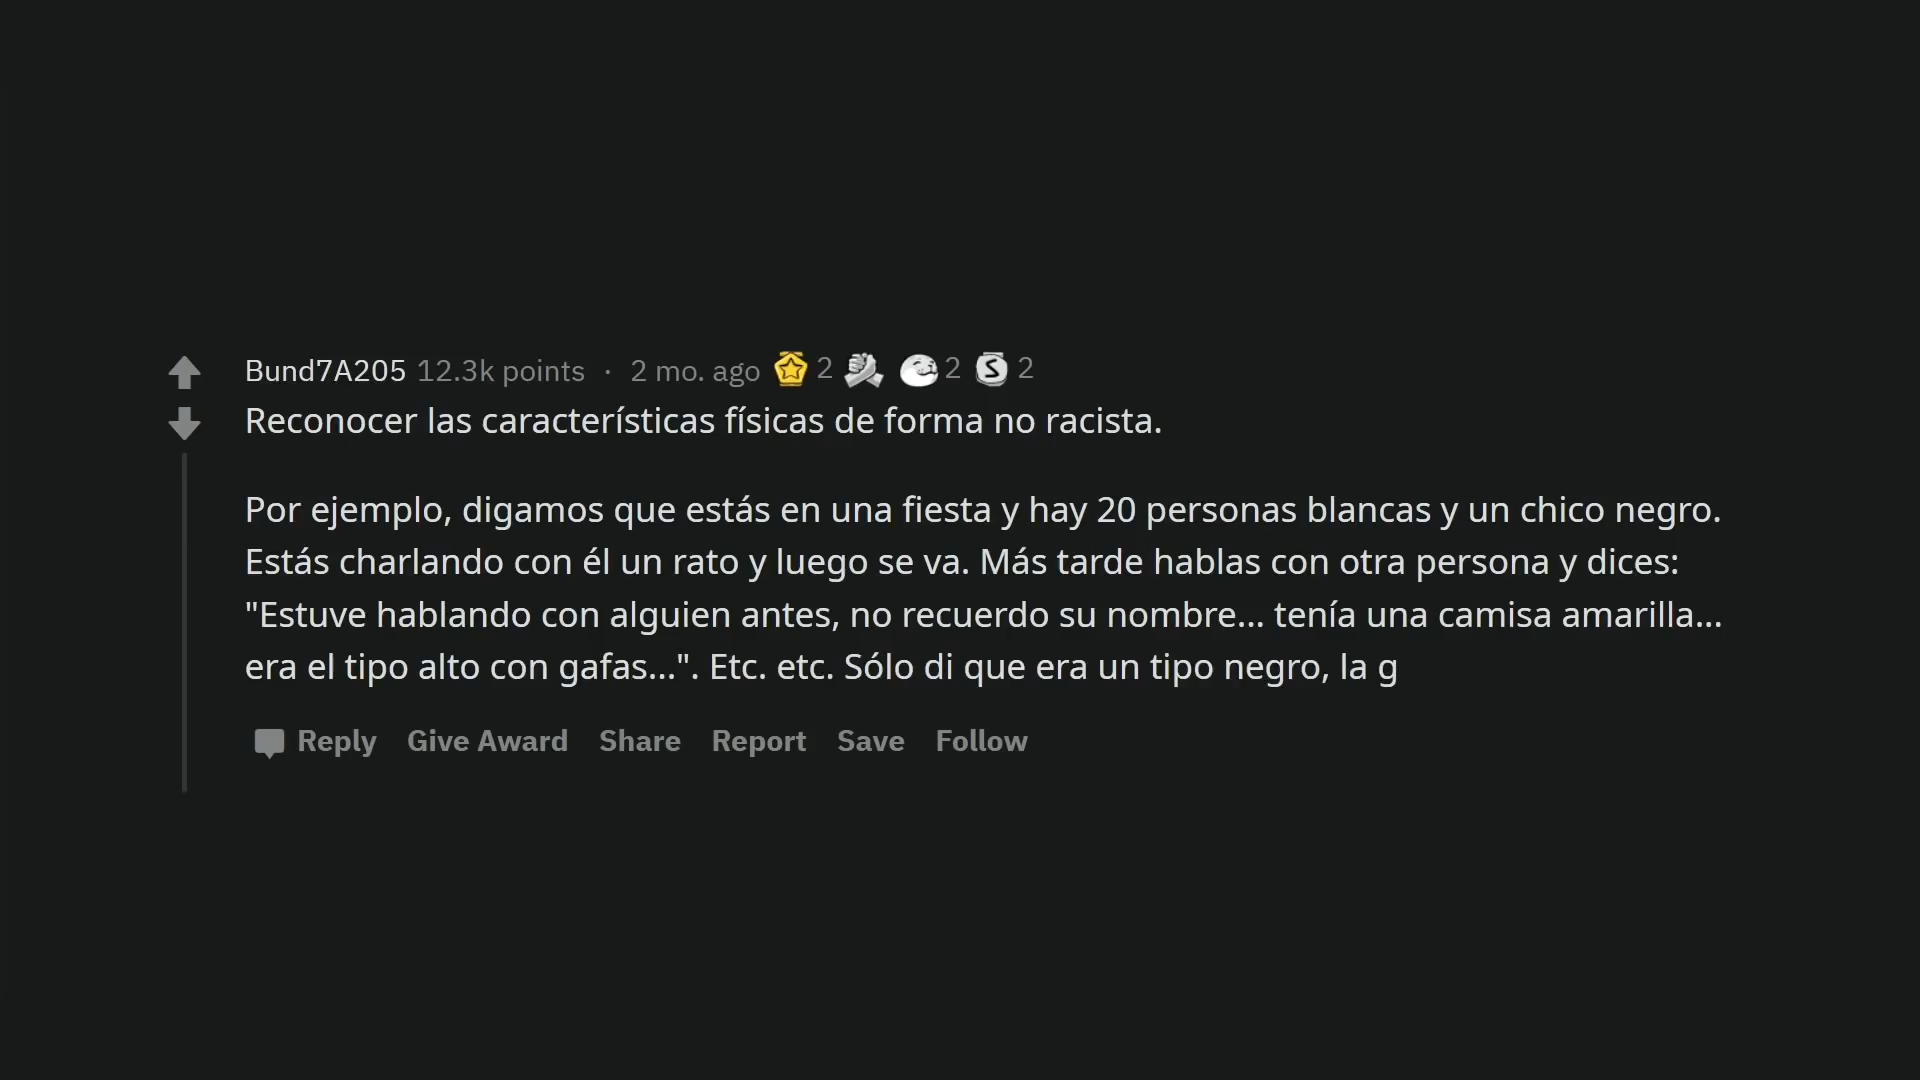 Bund7A205 12.3k points · 2 mo. ago 2 2 2
Reconocer las características físicas de forma no racista.
Por ejemplo, digamos que estás en una fiesta y hay 20 personas blancas y un chico negro.
Estás charlando con él un rato y luego se va. Más tarde hablas con otra persona y dices:
"Estuve hablando con alguien antes, no recuerdo su nombre... tenía una camisa amarilla...
era el tipo alto con gafas...". Etc. etc. Sólo di que era un tipo negro, la g
Reply Give Award Share Report Save Follow